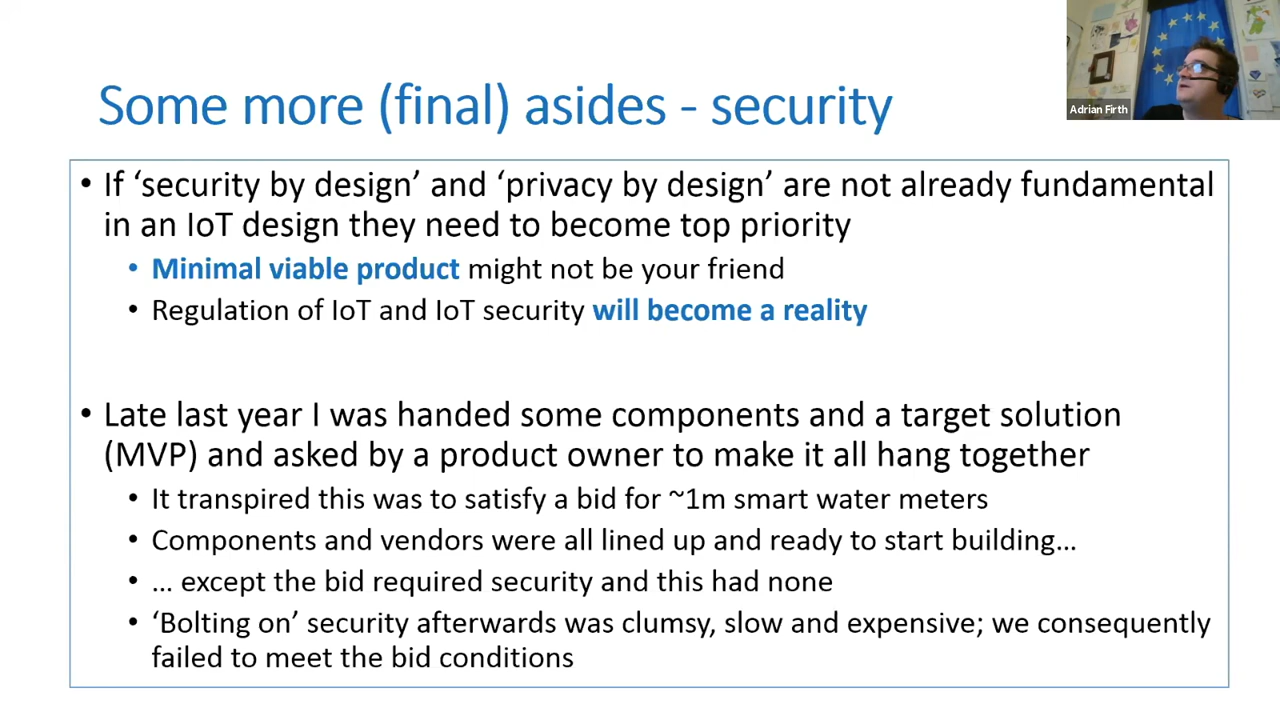 Some more (final) asides - security
Adrian Firth
• If ‘security by design’ and ‘privacy by design’ are not already fundamental
in an IoT design they need to become top priority
• Minimal viable product might not be your friend
• Regulation of IoT and IoT security will become a reality
• Late last year I was handed some components and a target solution
(MVP) and asked by a product owner to make it all hang together
• It transpired this was to satisfy a bid for ~1m smart water meters
• Components and vendors were all lined up and ready to start building…
• … except the bid required security and this had none
• ‘Bolting on’ security afterwards was clumsy, slow and expensive; we consequently
failed to meet the bid conditions